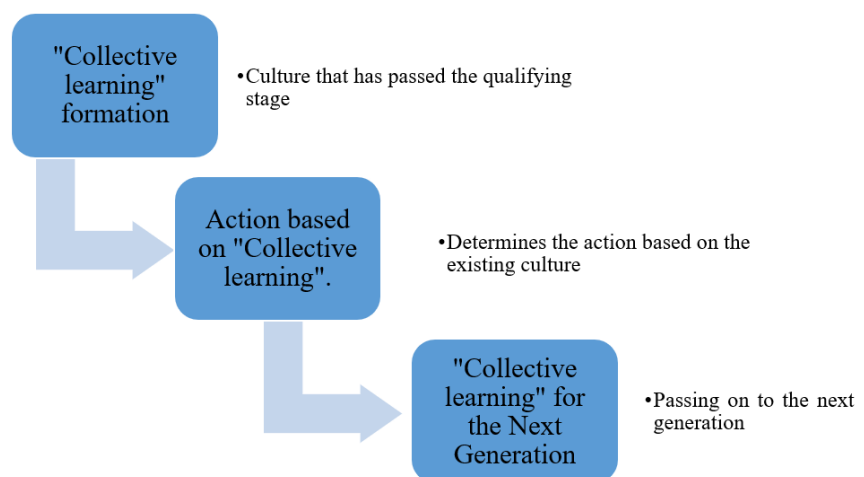 "Collective
learning"
formation
•Culture that has passed the qualifying
stage
Action based
on "Collective
learning".
•Determines the action based on the
existing culture
"Collective
learning" for
the Next
Generation
•Passing on to the next
generation